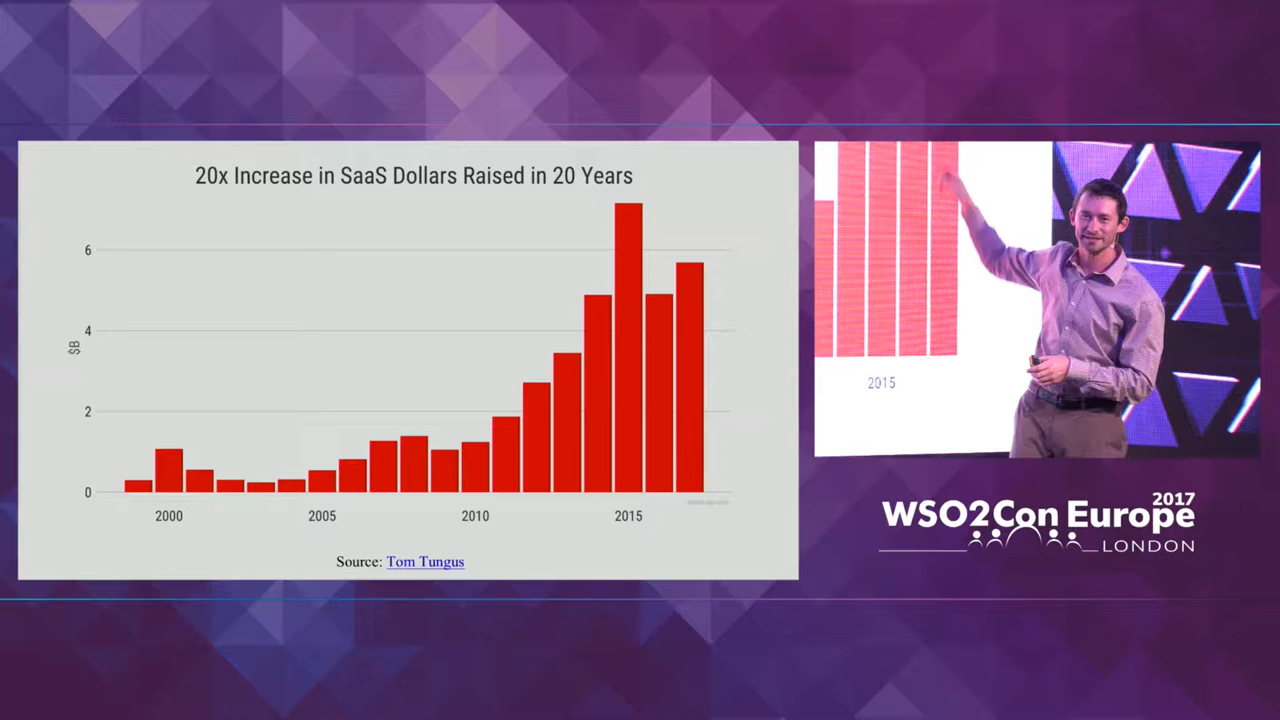 20x Increase in SaaS Dollars Raised in 20 Years
6
4
2
0
$B
2000
2005
2010
2015
Source: Tom Tungus
2015
2017
WSO2Con Europe
LONDON